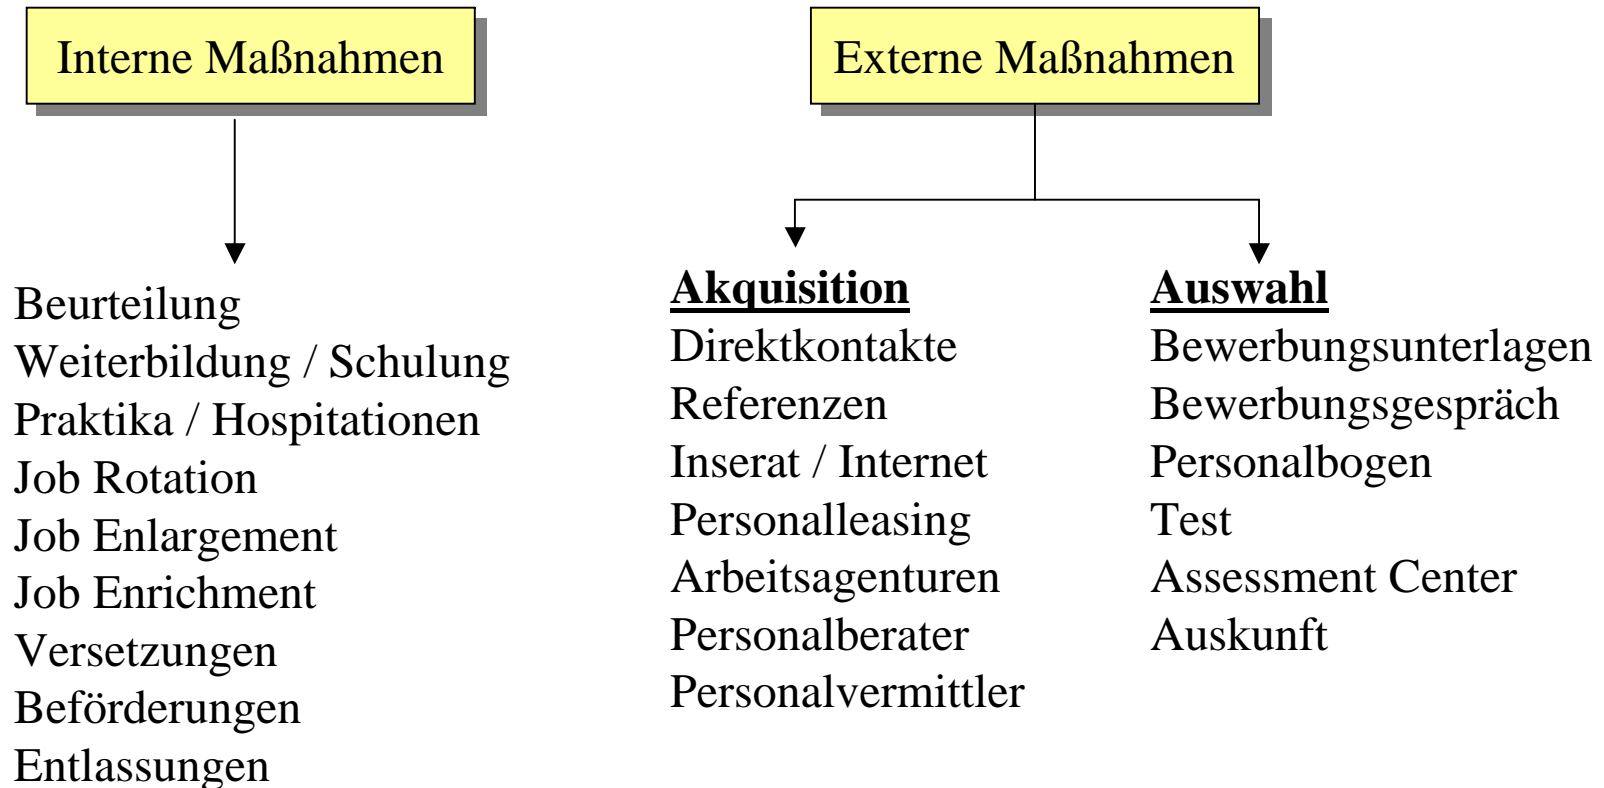 Interne Maßnahmen
Beurteilung
Weiterbildung / Schulung
Praktika / Hospitationen
Job Rotation
Job Enlargement
Job Enrichment
Versetzungen
Beförderungen
Entlassungen
Externe Maßnahmen
Akquisition
Direktkontakte
Referenzen
Inserat / Internet
Personalleasing
Arbeitsagenturen
Personalberater
Personalvermittler
Auswahl
Bewerbungsunterlagen
Bewerbungsgespräch
Personalbogen
Test
Assessment Center
Auskunft